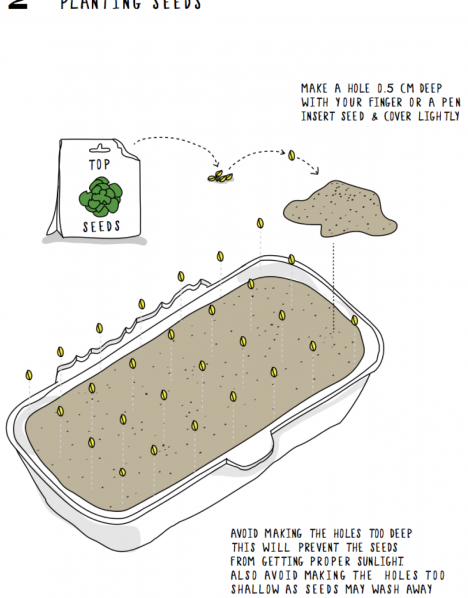 2 PLANTING SEEDS
MAKE A HOLE 0.5 CM DEEP
WITH YOUR FINGER OR A PEN
INSERT SEED & COVER LIGHTLY
TOP
SEEDS
AVOID MAKING THE HOLES TOO DEEP
THIS WILL PREVENT THE SEEDS
FROM GETTING PROPER SUNLIGHT.
ALSO AVOID MAKING THE HOLES TOO
SHALLOW AS SEEDS MAY WASH AWAY